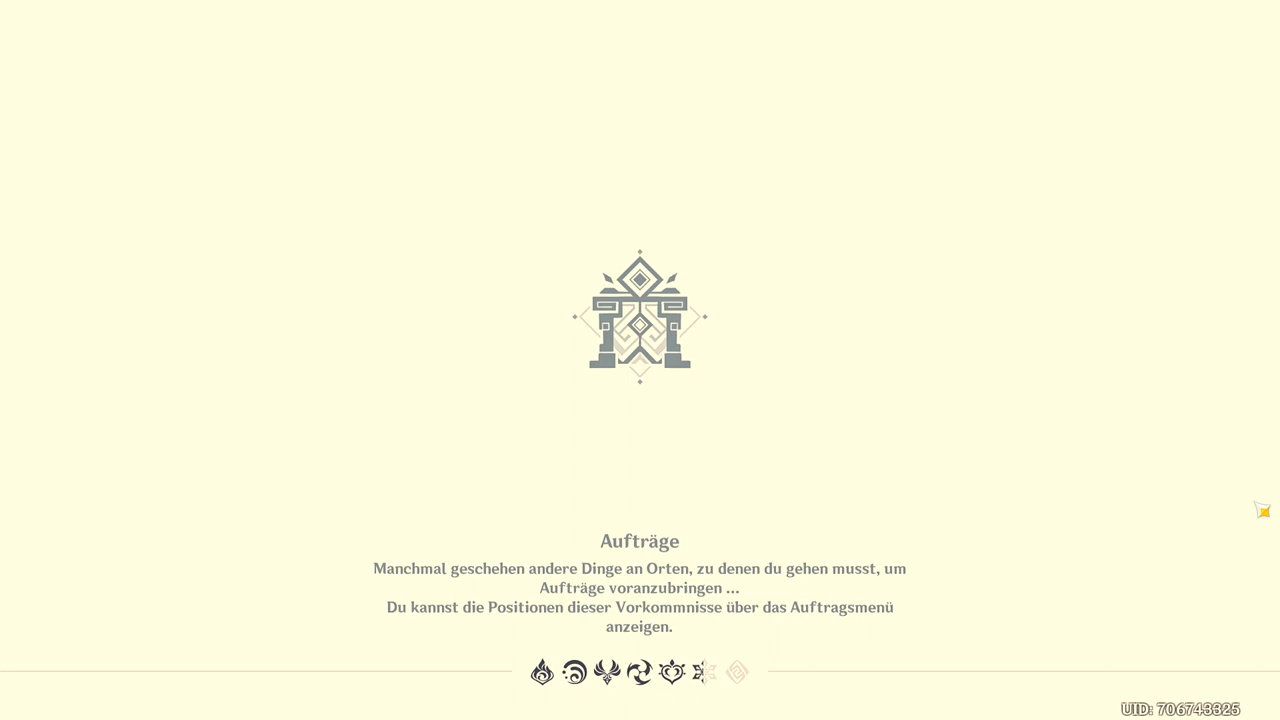 Aufträge
Manchmal geschehen andere Dinge an Orten, zu denen du gehen musst, um
Aufträge voranzubringen ...
Du kannst die Positionen dieser Vorkommnisse über das Auftragsmenü
anzeigen.
UID: 706743325